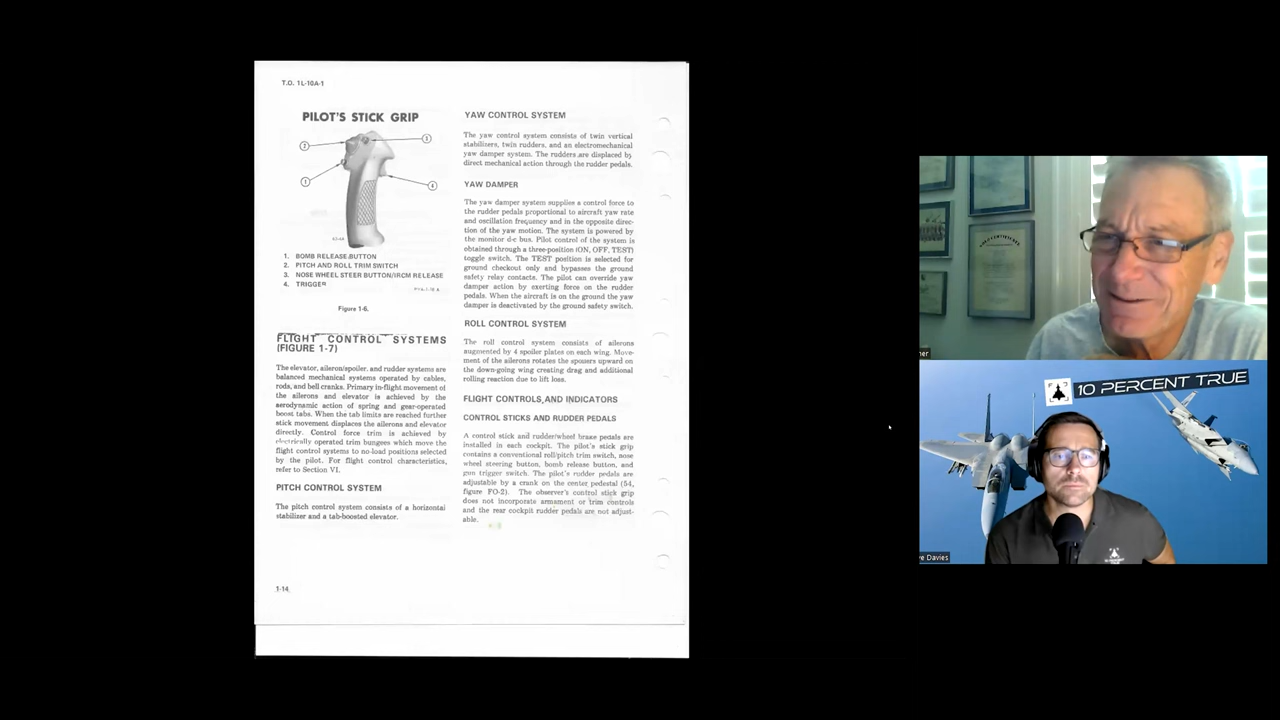 T.O. 1L-10A-1
PILOT'S STICK GRIP
2
3
1
4
1. BOMB RELEASE BUTTON
2. PITCH AND ROLL TRIM SWITCH
3. NOSE WHEEL STEER BUTTON/IRCM RELEASE
4. TRIGGER
Figure 1-6.
FLIGHT CONTROL SYSTEMS
(FIGURE 1-7)
The elevator, aileron/spoiler, and rudder systems are
balanced mechanical systems operated by cables,
rods, and bell cranks. Primary in-flight movement of
the ailerons and elevator is achieved by the
aerodynamic action of spring and gear-operated
boost tabs. When the tab limits are reached further
stick movement displaces the ailerons and elevator
directly. Control force trim is achieved by
electrically operated trim bungees which move the
flight control systems to no-load positions selected
by the pilot. For flight control characteristics,
refer to Section VI.
PITCH CONTROL SYSTEM
The pitch control system consists of a horizontal
stabilizer and a tab-boosted elevator.
1-14
YAW CONTROL SYSTEM
The yaw control system consists of twin vertical
stabilizers, twin rudders, and an electromechanical
yaw damper system. The rudders are displaced by
direct mechanical action through the rudder pedals.
YAW DAMPER
The yaw damper system supplies a control force to
the rudder pedals proportional to aircraft yaw rate
and oscillation frequency and in the opposite direc-
tion of the yaw motion. The system is powered by
the monitor d-c bus. Pilot control of the system is
obtained through a three-position (ON, OFF, TEST)
toggle switch. The TEST position is selected for
ground checkout only and bypasses the ground
safety relay contacts. The pilot can override yaw
damper action by exerting force on the rudder
pedals. When the aircraft is on the ground the yaw
damper is deactivated by the ground safety switch.
ROLL CONTROL SYSTEM
The roll control system consists of ailerons
augmented by 4 spoiler plates on each wing. Move-
ment of the ailerons rotates the spoilers upward on
the down-going wing creating drag and additional
rolling reaction due to lift loss.
FLIGHT CONTROLS AND INDICATORS
CONTROL STICKS AND RUDDER PEDALS
A control stick and rudder/wheel brake pedals are
installed in each cockpit. The pilot's stick grip
contains a conventional roll/pitch trim switch, nose
wheel steering button, bomb release button, and
gun trigger switch. The pilot's rudder pedals are
adjustable by a crank on the center pedestal (54,
figure FO-2). The observer's control stick grip
does not incorporate armament or trim controls
and the rear cockpit rudder pedals are not adjust-
able.
ner
10 PERCENT TRUE
ve Davies